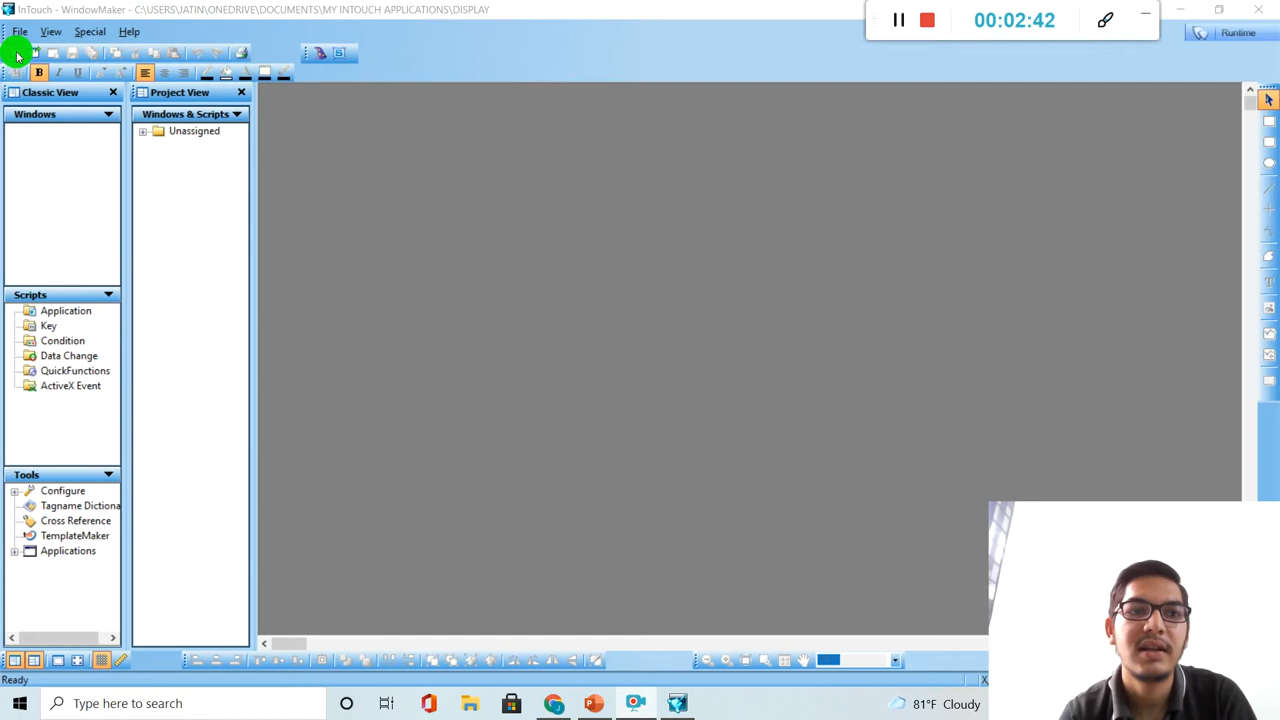 InTouch - WindowMaker - C:\USERS\JATIN\ONEDRIVE\DOCUMENTS\MY INTOUCH APPLICATIONS\DISPLAY
00:02:42
File View Special Help
Runtime
B I U
Classic View
Project View
Windows
Windows & Scripts
Unassigned
Scripts
Application
Key
Condition
Data Change
QuickFunctions
ActiveX Event
Tools
Configure
Tagname Dictiona
Cross Reference
TemplateMaker
Applications
Ready
Type here to search
81°F Cloudy